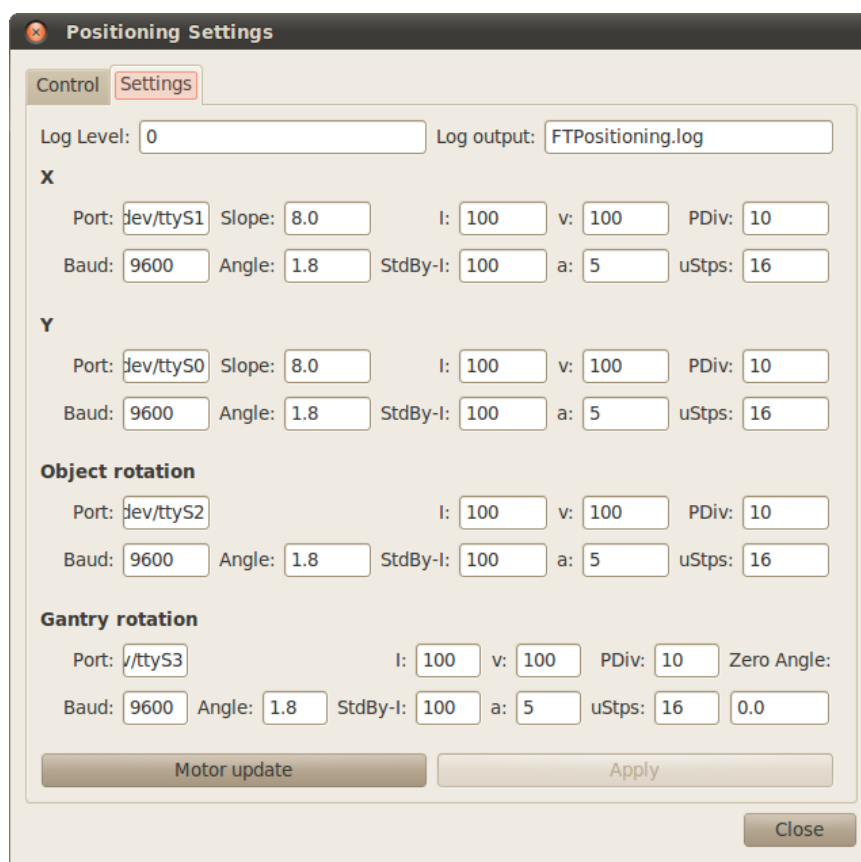 Positioning Settings
Control Settings
Log Level: 0 Log output: FTPositioning.log
X
Port: dev/ttyS1 Slope: 8.0 I: 100 v: 100 PDiv: 10
Baud: 9600 Angle: 1.8 StdBy-I: 100 a: 5 uStps: 16
Y
Port: dev/ttyS0 Slope: 8.0 I: 100 v: 100 PDiv: 10
Baud: 9600 Angle: 1.8 StdBy-I: 100 a: 5 uStps: 16
Object rotation
Port: dev/ttyS2 I: 100 v: 100 PDiv: 10
Baud: 9600 Angle: 1.8 StdBy-I: 100 a: 5 uStps: 16
Gantry rotation
Port: v/ttyS3 I: 100 v: 100 PDiv: 10 Zero Angle:
Baud: 9600 Angle: 1.8 StdBy-I: 100 a: 5 uStps: 16 0.0
Motor update Apply
Close